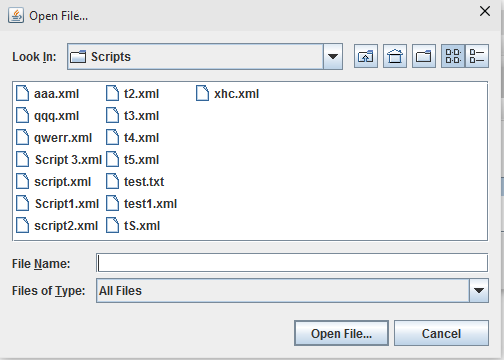 Open File...
Look In: Scripts
aaa.xml t2.xml xhc.xml
qqq.xml t3.xml
qwerr.xml t4.xml
Script 3.xml t5.xml
script.xml test.txt
Script1.xml test1.xml
script2.xml tS.xml
File Name:
Files of Type: All Files
Open File... Cancel